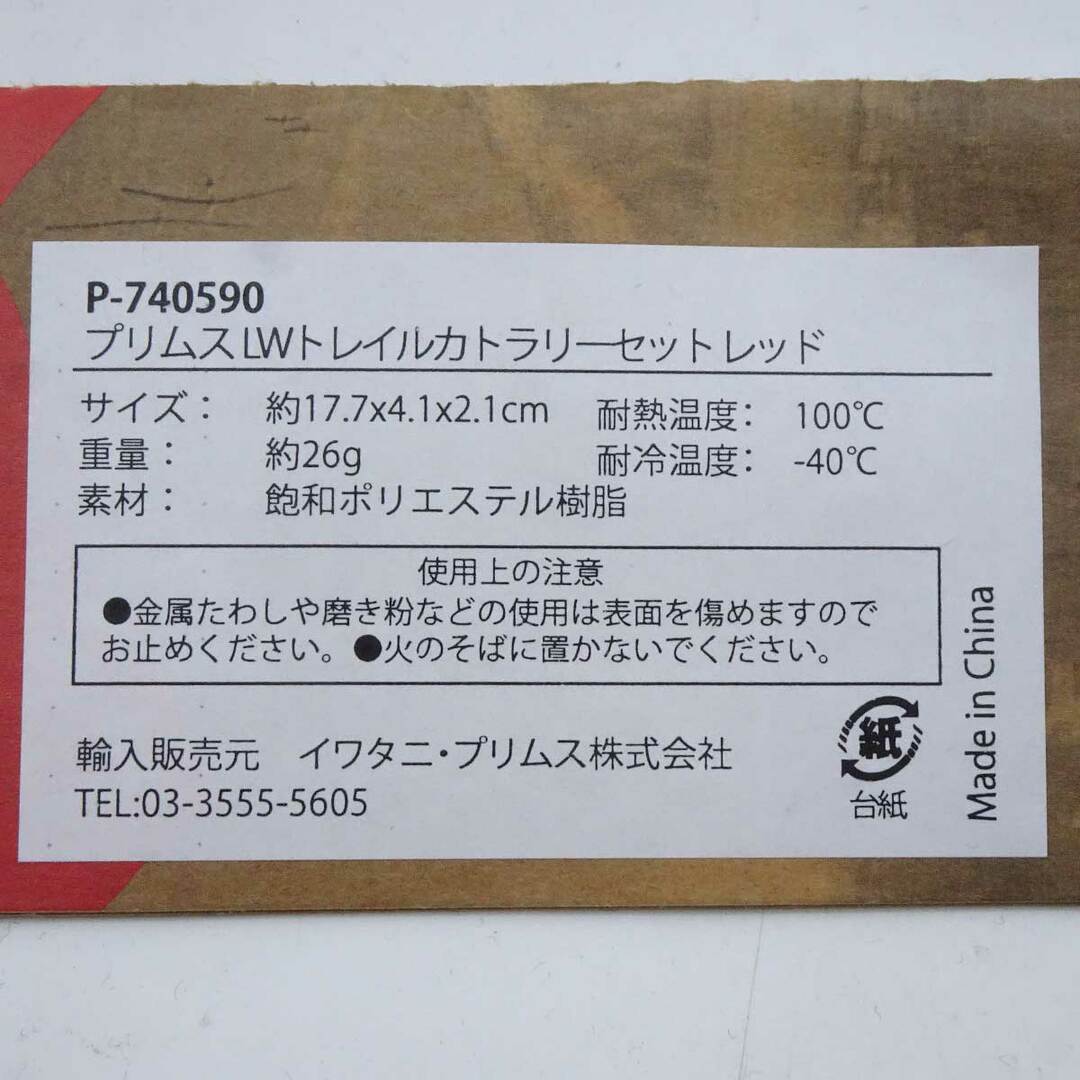 P-740590
プリムスLWトレイルカトラリーセットレッド
サイズ： 約17.7x4.1x2.1cm 耐熱温度： 100℃
重量： 約26g 耐冷温度： -40℃
素材： 飽和ポリエステル樹脂
使用上の注意
●金属たわしや磨き粉などの使用は表面を傷めますので
お止めください。●火のそばに置かないでください。
輸入販売元 イワタニ・プリムス株式会社
TEL:03-3555-5605
紙
台紙
Made in China